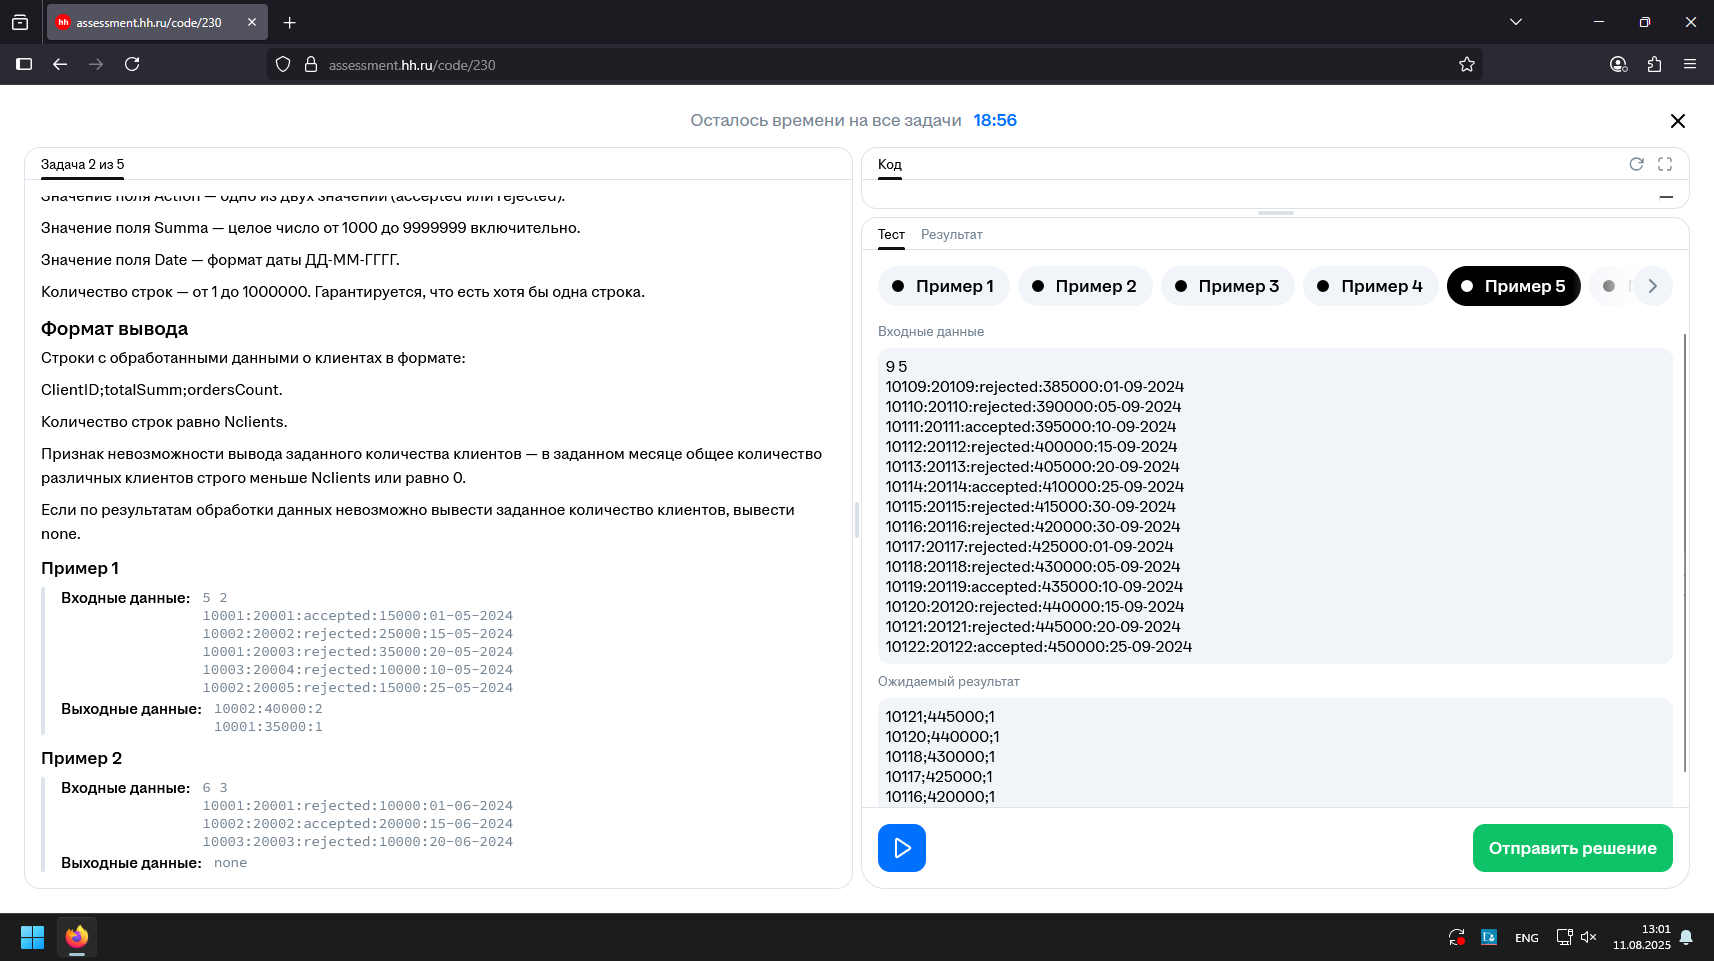 assessment.hh.ru/code/230
assessment.hh.ru/code/230
Осталось времени на все задачи 18:56
Задача 2 из 5
Значение поля Action — одно из двух значений (accepted или rejected).
Значение поля Summa — целое число от 1000 до 9999999 включительно.
Значение поля Date — формат даты ДД-ММ-ГГГГ.
Количество строк — от 1 до 1000000. Гарантируется, что есть хотя бы одна строка.
Формат вывода
Строки с обработанными данными о клиентах в формате:
ClientID;totalSumm;ordersCount.
Количество строк равно Nclients.
Признак невозможности вывода заданного количества клиентов — в заданном месяце общее количество
различных клиентов строго меньше Nclients или равно 0.
Если по результатам обработки данных невозможно вывести заданное количество клиентов, вывести
none.
Пример 1
Входные данные: 5 2
10001:20001:accepted:15000:01-05-2024
10002:20002:rejected:25000:15-05-2024
10001:20003:rejected:35000:20-05-2024
10003:20004:rejected:10000:10-05-2024
10002:20005:rejected:15000:25-05-2024
Выходные данные: 10002:40000:2
10001:35000:1
Пример 2
Входные данные: 6 3
10001:20001:rejected:10000:01-06-2024
10002:20002:accepted:20000:15-06-2024
10003:20003:rejected:10000:20-06-2024
Выходные данные: none
Код
Тест Результат
Пример 1 Пример 2 Пример 3 Пример 4 Пример 5
Входные данные
9 5
10109:20109:rejected:385000:01-09-2024
10110:20110:rejected:390000:05-09-2024
10111:20111:accepted:395000:10-09-2024
10112:20112:rejected:400000:15-09-2024
10113:20113:rejected:405000:20-09-2024
10114:20114:accepted:410000:25-09-2024
10115:20115:rejected:415000:30-09-2024
10116:20116:rejected:420000:30-09-2024
10117:20117:rejected:425000:01-09-2024
10118:20118:rejected:430000:05-09-2024
10119:20119:accepted:435000:10-09-2024
10120:20120:rejected:440000:15-09-2024
10121:20121:rejected:445000:20-09-2024
10122:20122:accepted:450000:25-09-2024
Ожидаемый результат
10121;445000;1
10120;440000;1
10118;430000;1
10117;425000;1
10116;420000;1
Отправить решение
ENG
13:01
11.08.2025